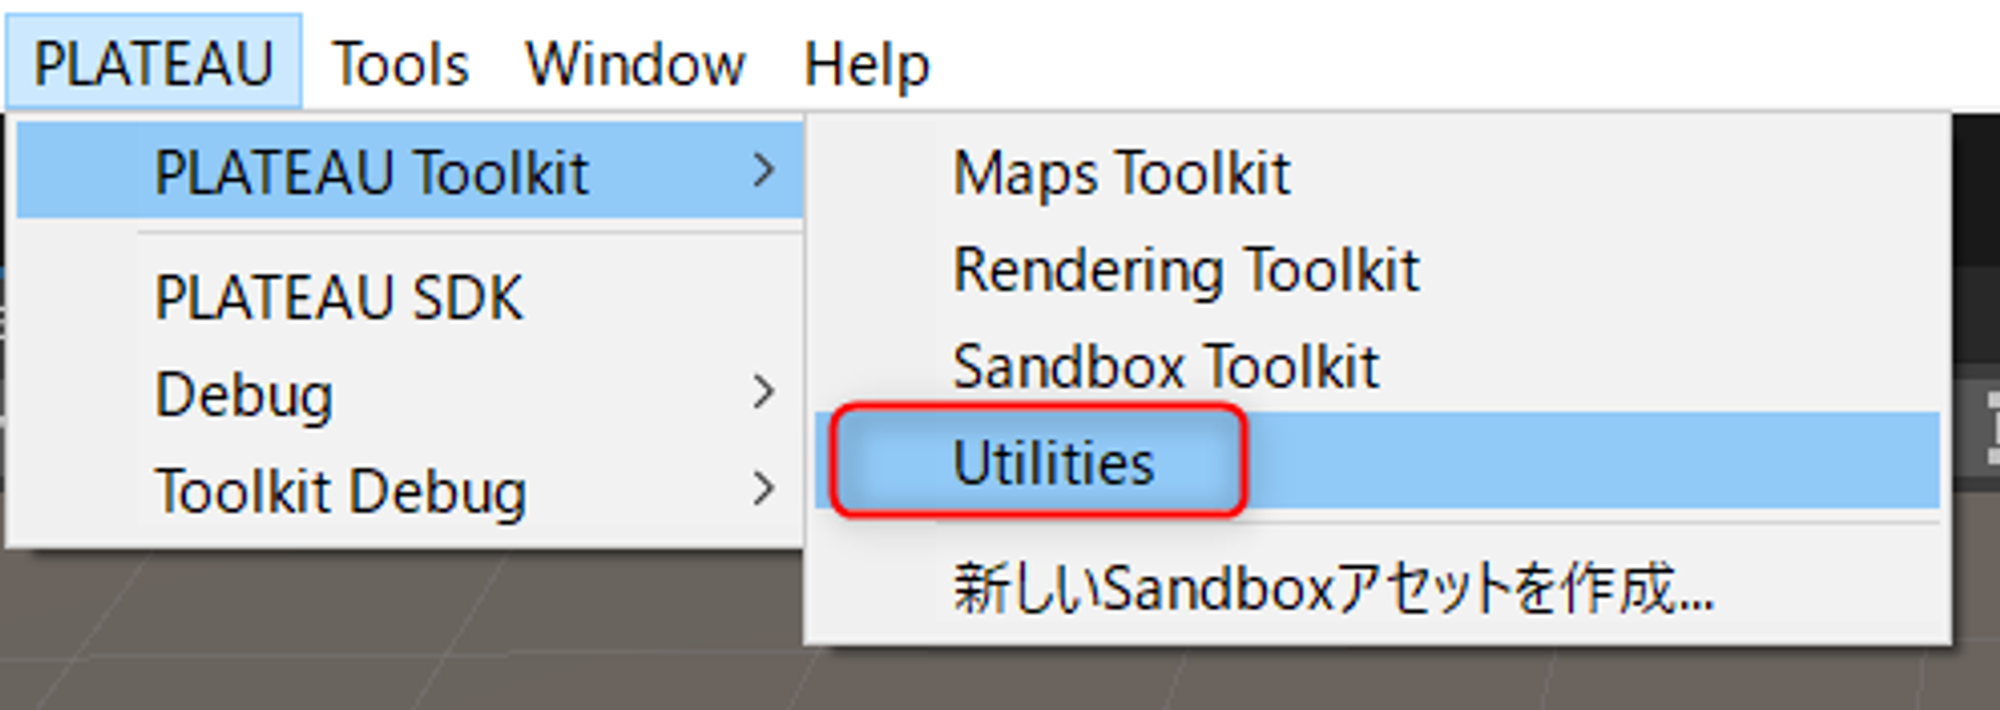 PLATEAU Tools Window Help
PLATEAU Toolkit
PLATEAU SDK
Debug
Toolkit Debug
Maps Toolkit
Rendering Toolkit
Sandbox Toolkit
Utilities
新しいSandboxアセットを作成...